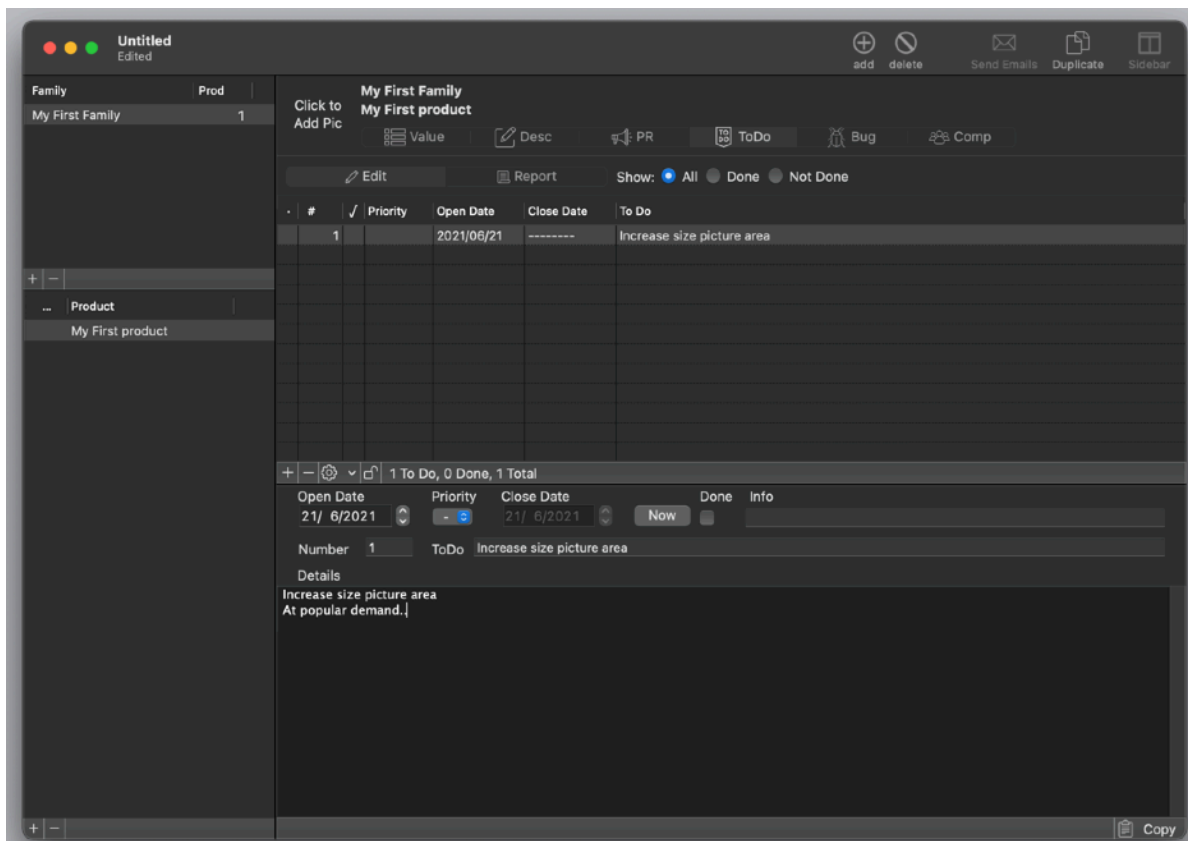 Untitled
Edited
add delete Send Emails Duplicate Sidebar
Family Prod
My First Family 1
Click to
Add Pic
My First Family
My First product
Value Desc PR TO DO ToDo Bug Comp
Edit Report Show: All Done Not Done
· # √ Priority Open Date Close Date To Do
1 2021/06/21 -------- Increase size picture area
+ −
... Product
My First product
+ − 1 To Do, 0 Done, 1 Total
Open Date Priority Close Date Done Info
21/ 6/2021 - 21/ 6/2021 Now
Number 1 ToDo Increase size picture area
Details
Increase size picture area
At popular demand..
+ − Copy